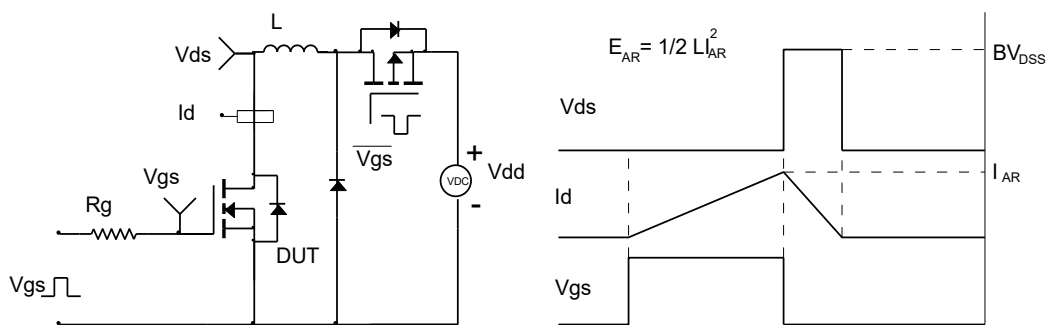 L
Vds
Id
Vgs
Vgs
Rg
DUT
Vgs
+
VDC
Vdd
-
E_AR = 1/2 LI_AR^2
BV_DSS
Vds
I_AR
Id
Vgs